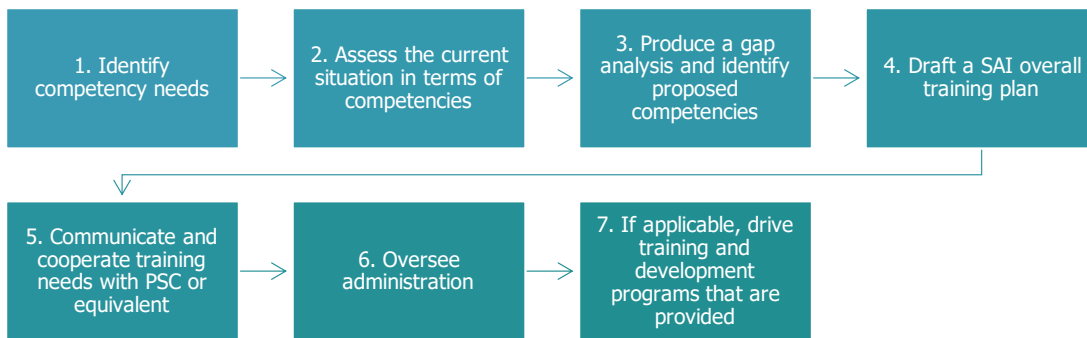 1. Identify
competency needs
2. Assess the current
situation in terms of
competencies
3. Produce a gap
analysis and identify
proposed
competencies
4. Draft a SAI overall
training plan
5. Communicate and
cooperate training
needs with PSC or
equivalent
6. Oversee
administration
7. If applicable, drive
training and
development
programs that are
provided